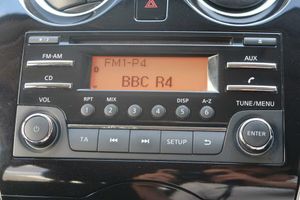 FM1-P4
BBC R4
FM·AM
AUX
CD
VOL
RPT MIX DISP A-Z
TUNE/MENU
1 2 3 4 5 6
TA SETUP
ENTER